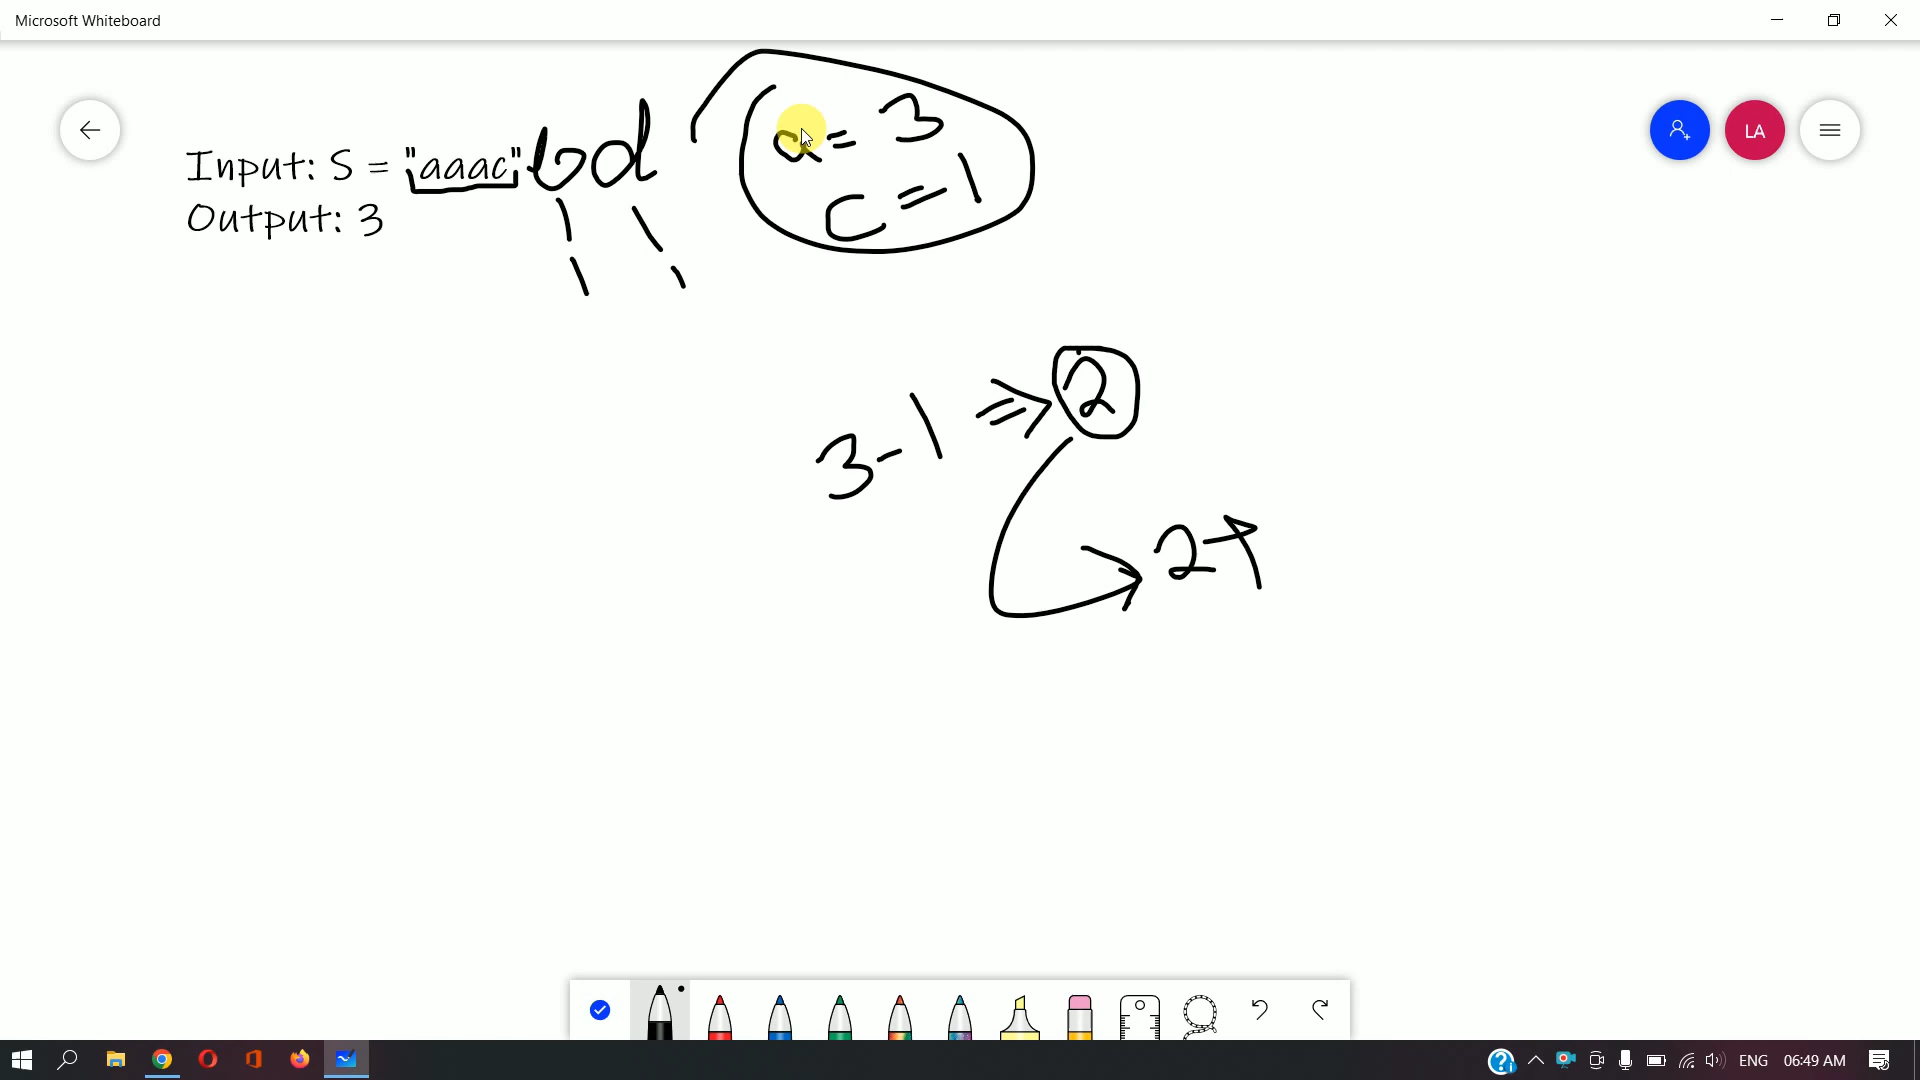 Microsoft Whiteboard
Input: S = "aaac" bd
Output: 3
a = 3
c = 1
LA
3 - 1 ⇒ 2
2 - 1
ENG 06:49 AM